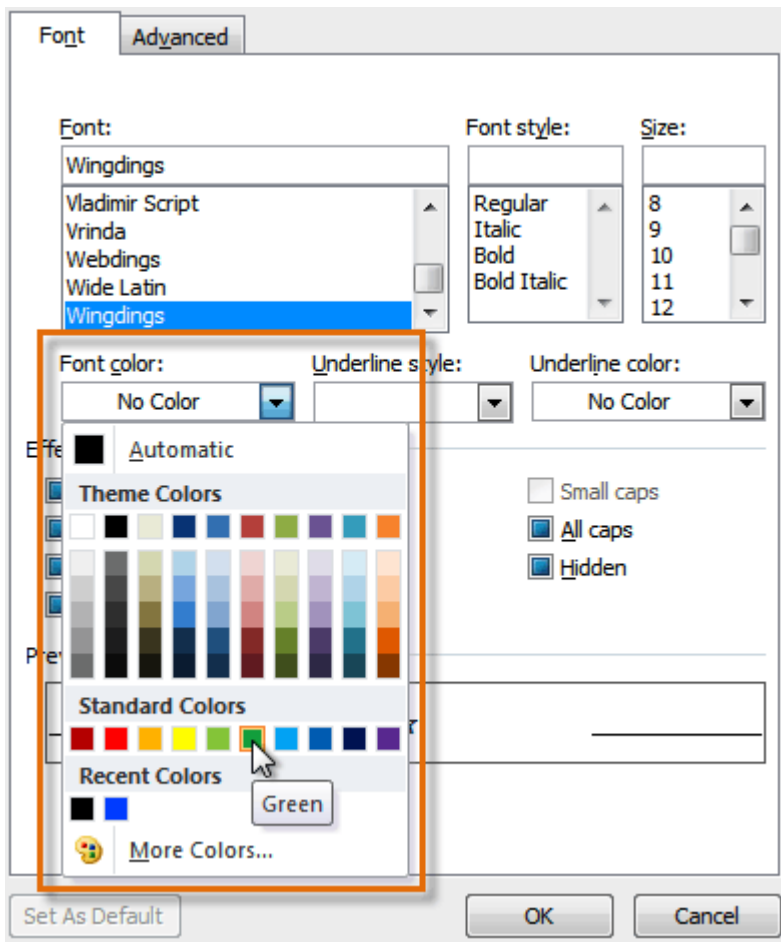 Font Advanced
Font: Font style: Size:
Wingdings
Vladimir Script Regular 8
Vrinda Italic 9
Webdings Bold 10
Wide Latin Bold Italic 11
Wingdings 12
Font color: Underline style: Underline color:
No Color No Color
Effe
Automatic
Theme Colors
Small caps
All caps
Hidden
Prev
Standard Colors
Recent Colors
Green
More Colors...
Set As Default OK Cancel